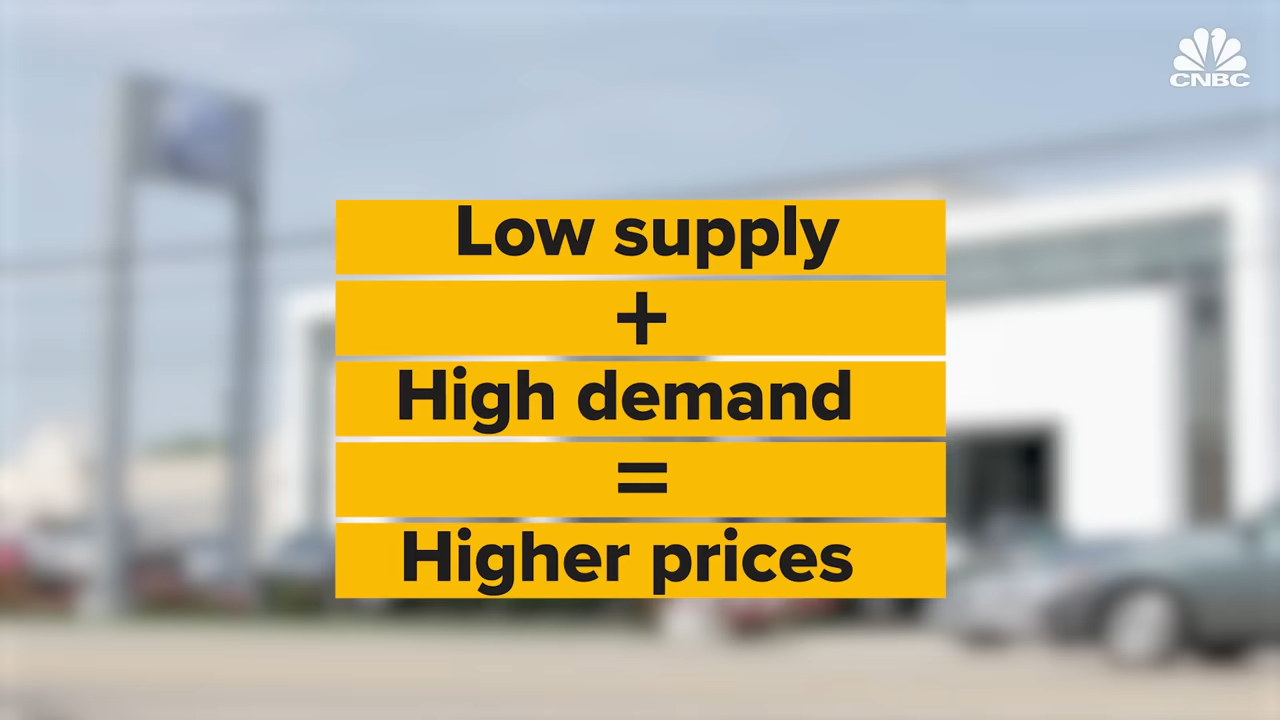 CNBC
Low supply
+
High demand
=
Higher prices